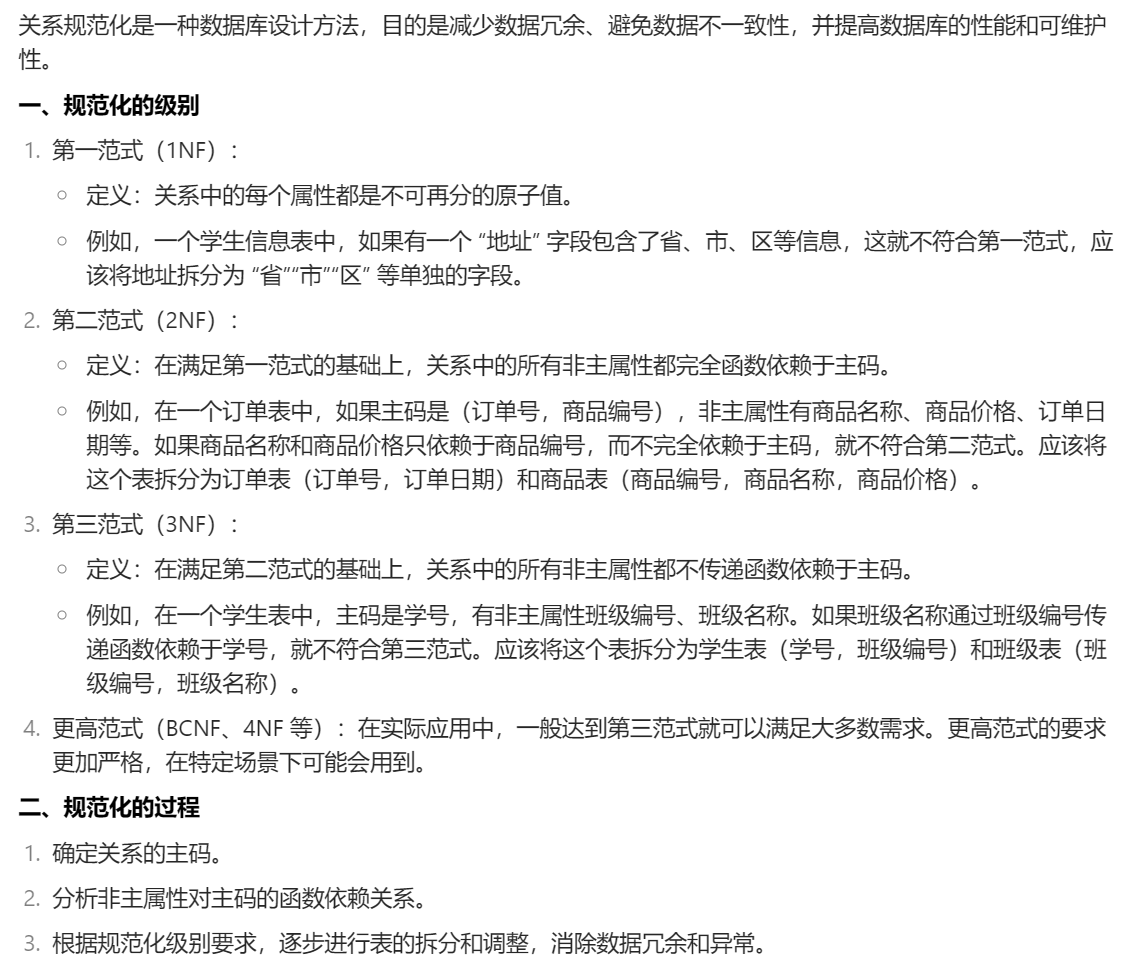 关系规范化是一种数据库设计方法，目的是减少数据冗余、避免数据不一致性，并提高数据库的性能和可维护
性。
一、规范化的级别
1. 第一范式（1NF）：
○ 定义：关系中的每个属性都是不可再分的原子值。
○ 例如，一个学生信息表中，如果有一个 “地址” 字段包含了省、市、区等信息，这就不符合第一范式，应
该将地址拆分为 “省”“市”“区” 等单独的字段。
2. 第二范式（2NF）：
○ 定义：在满足第一范式的基础上，关系中的所有非主属性都完全函数依赖于主码。
○ 例如，在一个订单表中，如果主码是（订单号，商品编号），非主属性有商品名称、商品价格、订单日
期等。如果商品名称和商品价格只依赖于商品编号，而不完全依赖于主码，就不符合第二范式。应该将
这个表拆分为订单表（订单号，订单日期）和商品表（商品编号，商品名称，商品价格）。
3. 第三范式（3NF）：
○ 定义：在满足第二范式的基础上，关系中的所有非主属性都不传递函数依赖于主码。
○ 例如，在一个学生表中，主码是学号，有非主属性班级编号、班级名称。如果班级名称通过班级编号传
递函数依赖于学号，就不符合第三范式。应该将这个表拆分为学生表（学号，班级编号）和班级表（班
级编号，班级名称）。
4. 更高范式（BCNF、4NF 等）：在实际应用中，一般达到第三范式就可以满足大多数需求。更高范式的要求
更加严格，在特定场景下可能会用到。
二、规范化的过程
1. 确定关系的主码。
2. 分析非主属性对主码的函数依赖关系。
3. 根据规范化级别要求，逐步进行表的拆分和调整，消除数据冗余和异常。